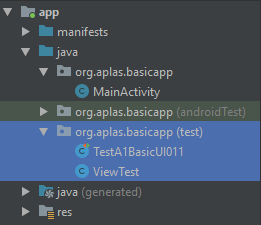 app
manifests
java
org.aplas.basicapp
MainActivity
org.aplas.basicapp (androidTest)
org.aplas.basicapp (test)
TestA1BasicUI011
ViewTest
java (generated)
res